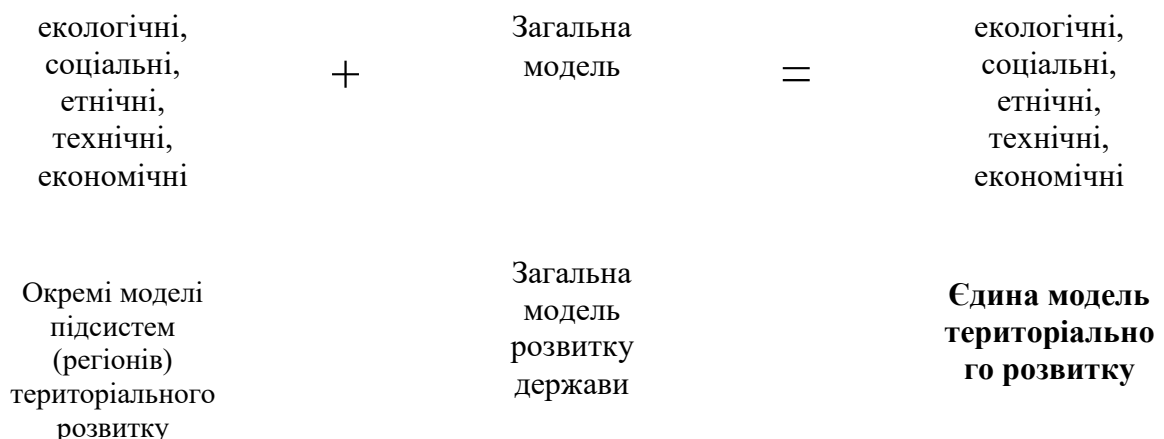 екологічні,
соціальні,
етнічні,
технічні,
економічні
+
Загальна
модель
=
екологічні,
соціальні,
етнічні,
технічні,
економічні
Окремі моделі
підсистем
(регіонів)
територіального
розвитку
Загальна
модель
розвитку
держави
Єдина модель
територіально
го розвитку